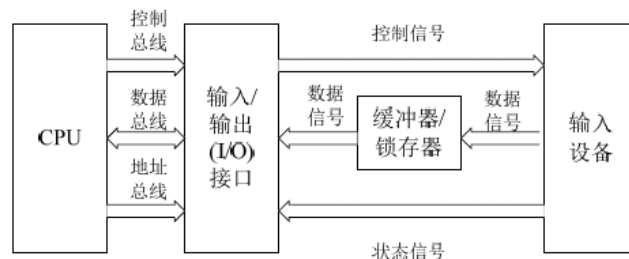 控制
总线
控制信号
CPU
数据
总线
输入/
输出
(I/O)
接口
数据
信号
缓冲器/
锁存器
数据
信号
输入
设备
地址
总线
状态信号